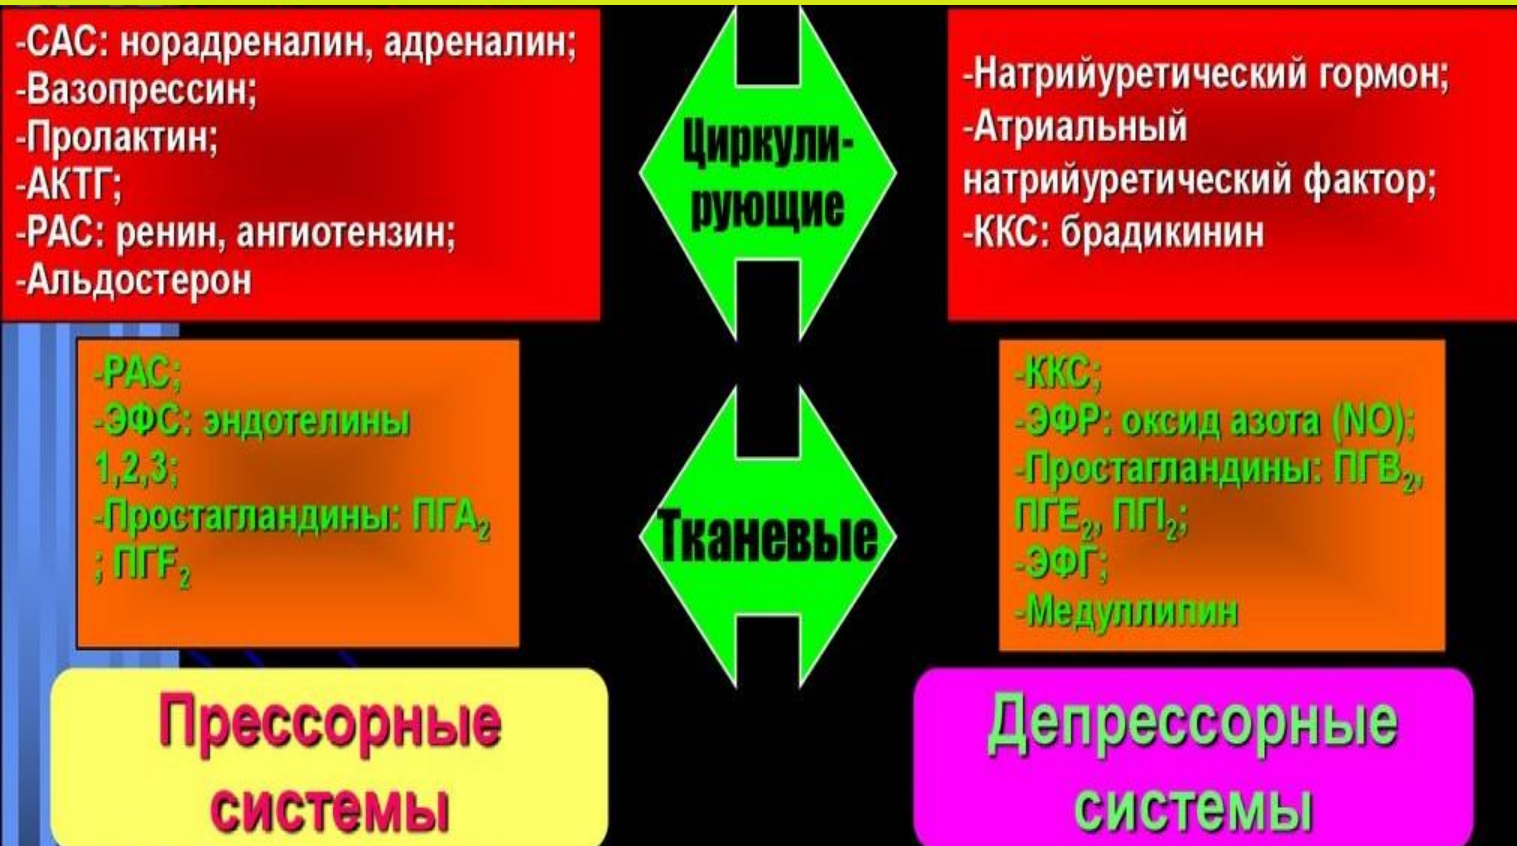 -САС: норадреналин, адреналин;
-Вазопрессин;
-Пролактин;
-АКТГ;
-РАС: ренин, ангиотензин;
-Альдостерон
Циркули-
рующие
-Натрийуретический гормон;
-Атриальный
натрийуретический фактор;
-ККС: брадикинин
-РАС;
-ЭФС: эндотелины
1,2,3;
-Простагландины: ПГА₂
; ПГF₂
Тканевые
-ККС;
-ЭФР: оксид азота (NO);
-Простагландины: ПГВ₂,
ПГЕ₂, ПГI₂;
-ЭФГ;
-Медуллипин
Прессорные
системы
Депрессорные
системы